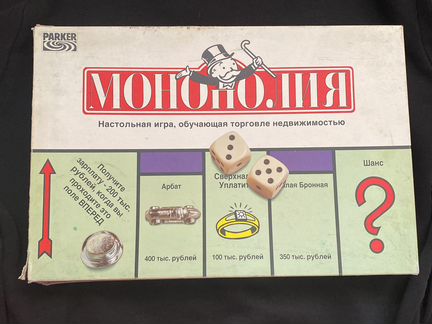 PARKER
МОНОПОЛИЯ
Настольная игра, обучающая торговле недвижимостью
Получите
зарплату - 200 тыс.
рублей, когда вы
проходите это
поле ВПЕРЕД
Арбат
400 тыс. рублей
Уплатите
100 тыс. рублей
Бронная
350 тыс. рублей
Шанс
?